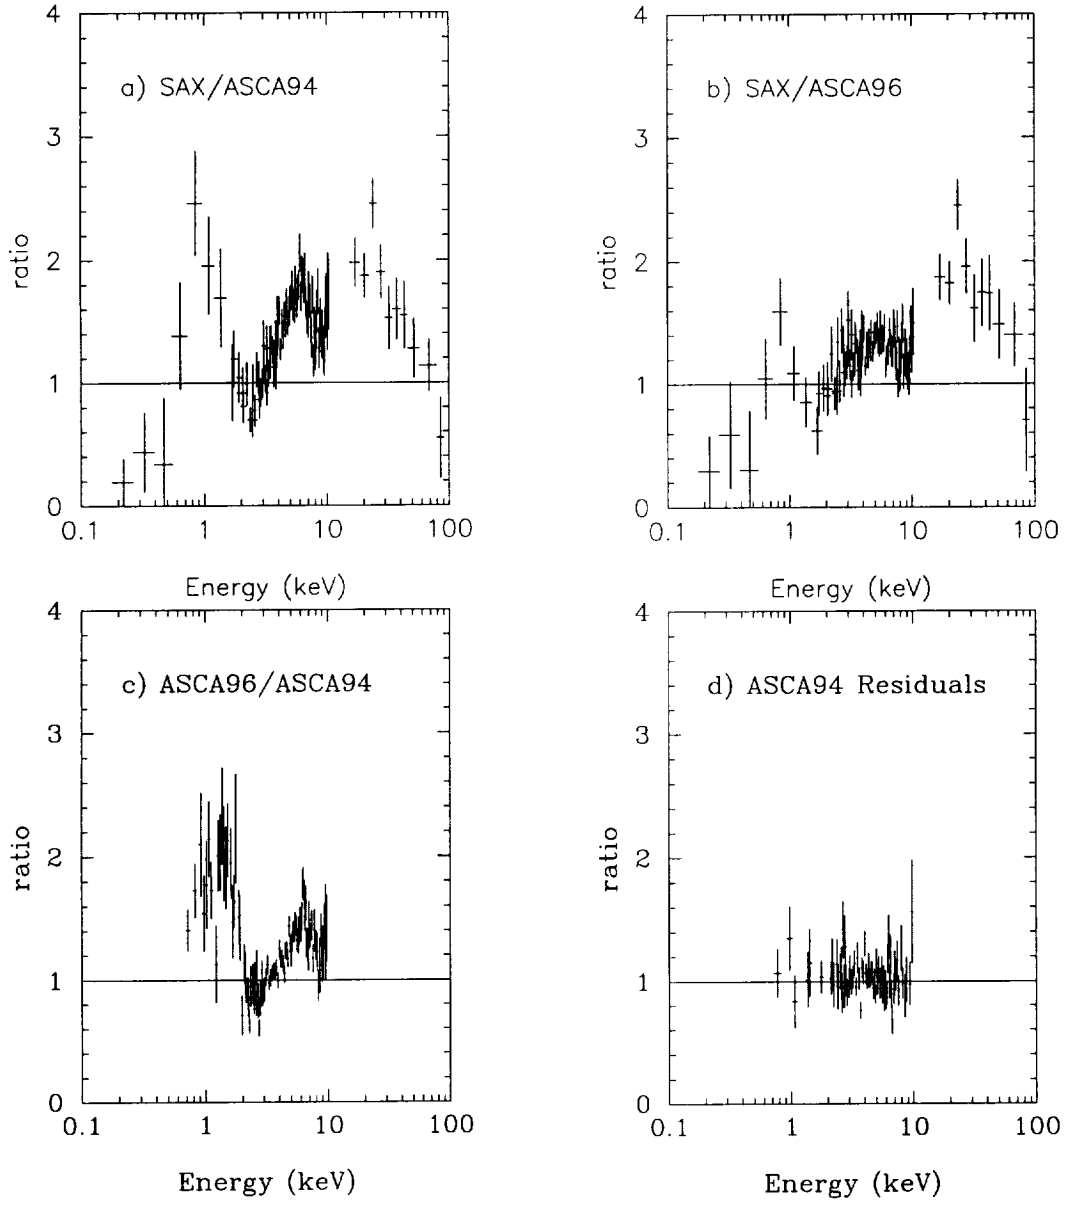 4
a) SAX/ASCA94
3
ratio
2
1
0
0.1 1 10 100
Energy (keV)
4
b) SAX/ASCA96
3
ratio
2
1
0
0.1 1 10 100
Energy (keV)
4
c) ASCA96/ASCA94
3
ratio
2
1
0
0.1 1 10 100
Energy (keV)
4
d) ASCA94 Residuals
3
ratio
2
1
0
0.1 1 10 100
Energy (keV)